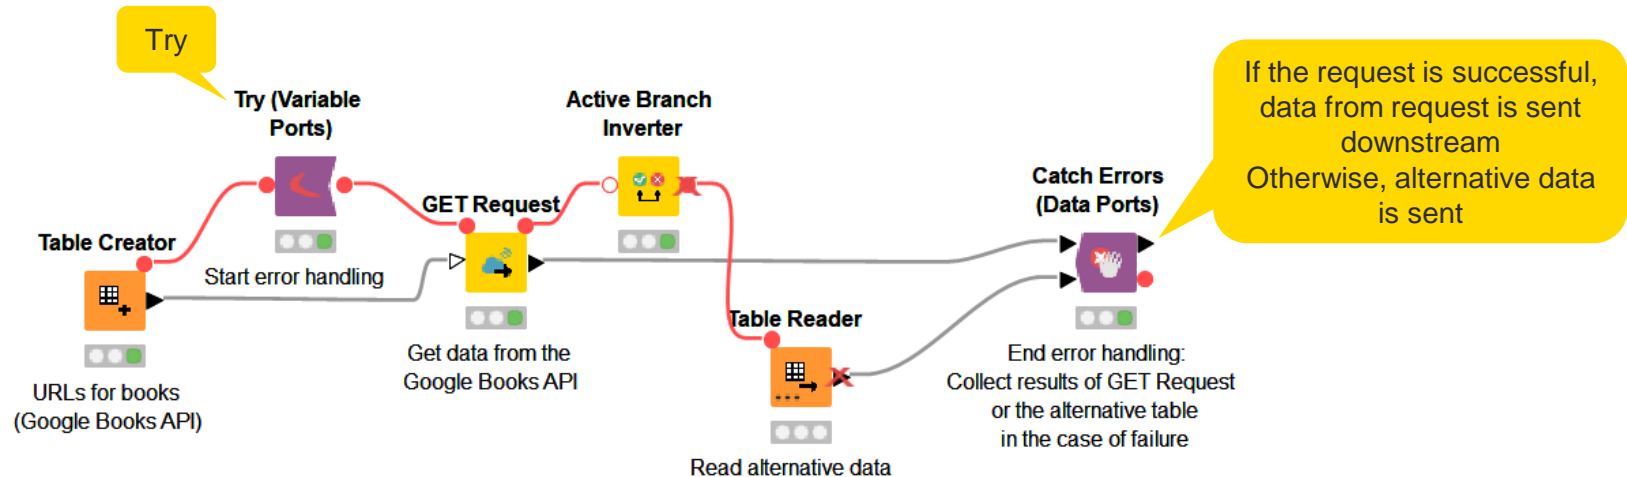 Try
If the request is successful,
data from request is sent
downstream
Otherwise, alternative data
is sent
Try (Variable
Ports)
Active Branch
Inverter
Catch Errors
(Data Ports)
GET Request
Table Creator
Start error handling
Table Reader
Get data from the
Google Books API
End error handling:
Collect results of GET Request
or the alternative table
in the case of failure
URLs for books
(Google Books API)
Read alternative data